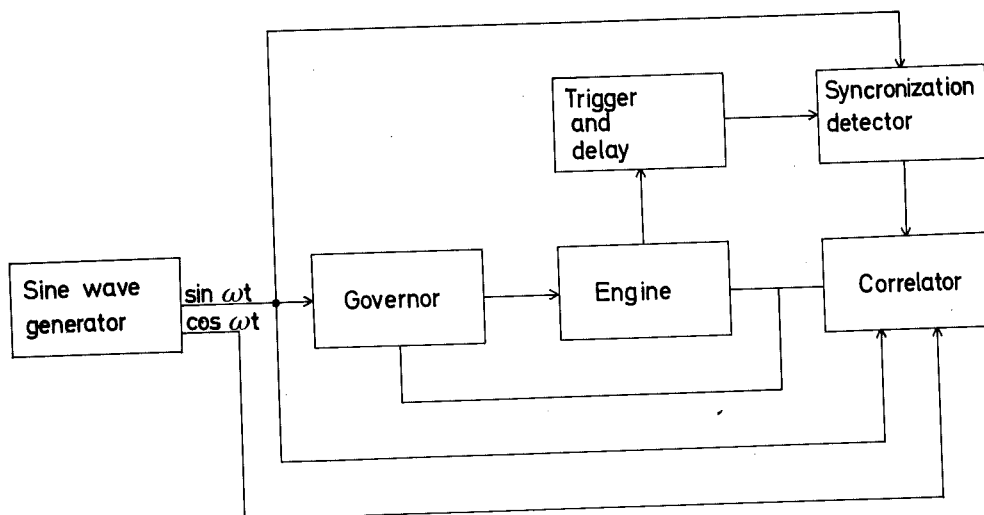 Trigger
and
delay
Syncronization
detector
Sine wave
generator
sin ωt
cos ωt
Governor
Engine
Correlator